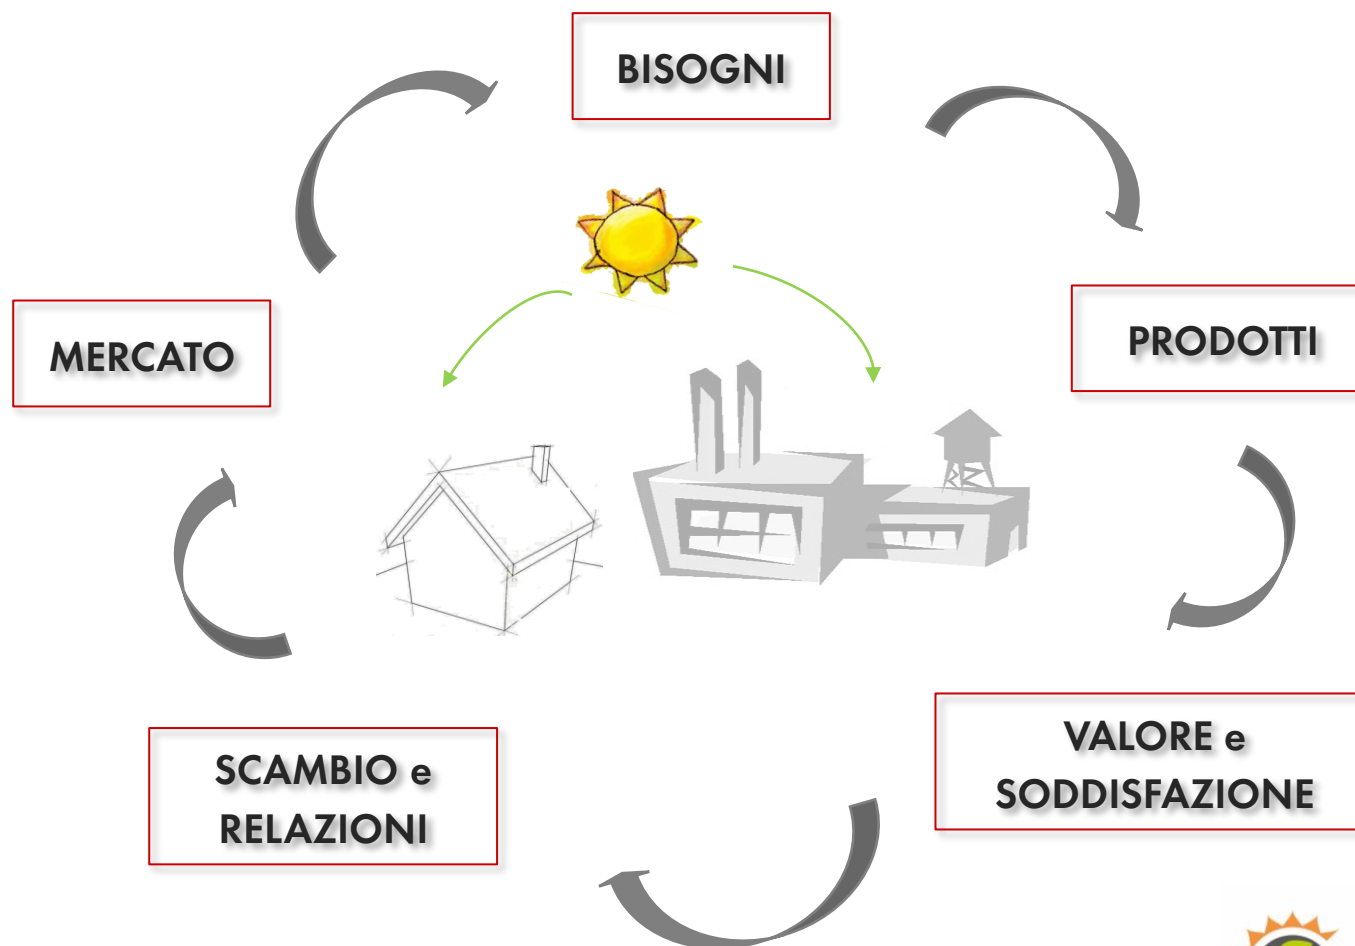 BISOGNI
MERCATO
PRODOTTI
VALORE e
SODDISFAZIONE
SCAMBIO e
RELAZIONI